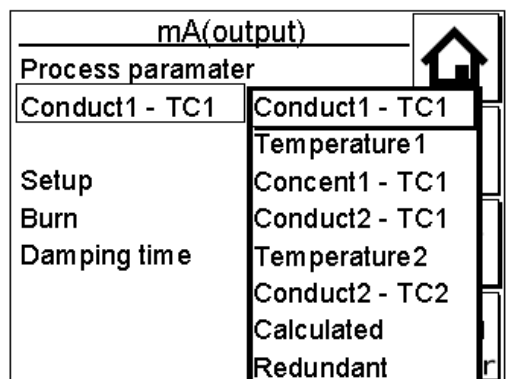 mA(output)
Process paramater
Conduct1 - TC1
Conduct1 - TC1
Temperature1
Setup
Concent1 - TC1
Burn
Conduct2 - TC1
Damping time
Temperature2
Conduct2 - TC2
Calculated
Redundant